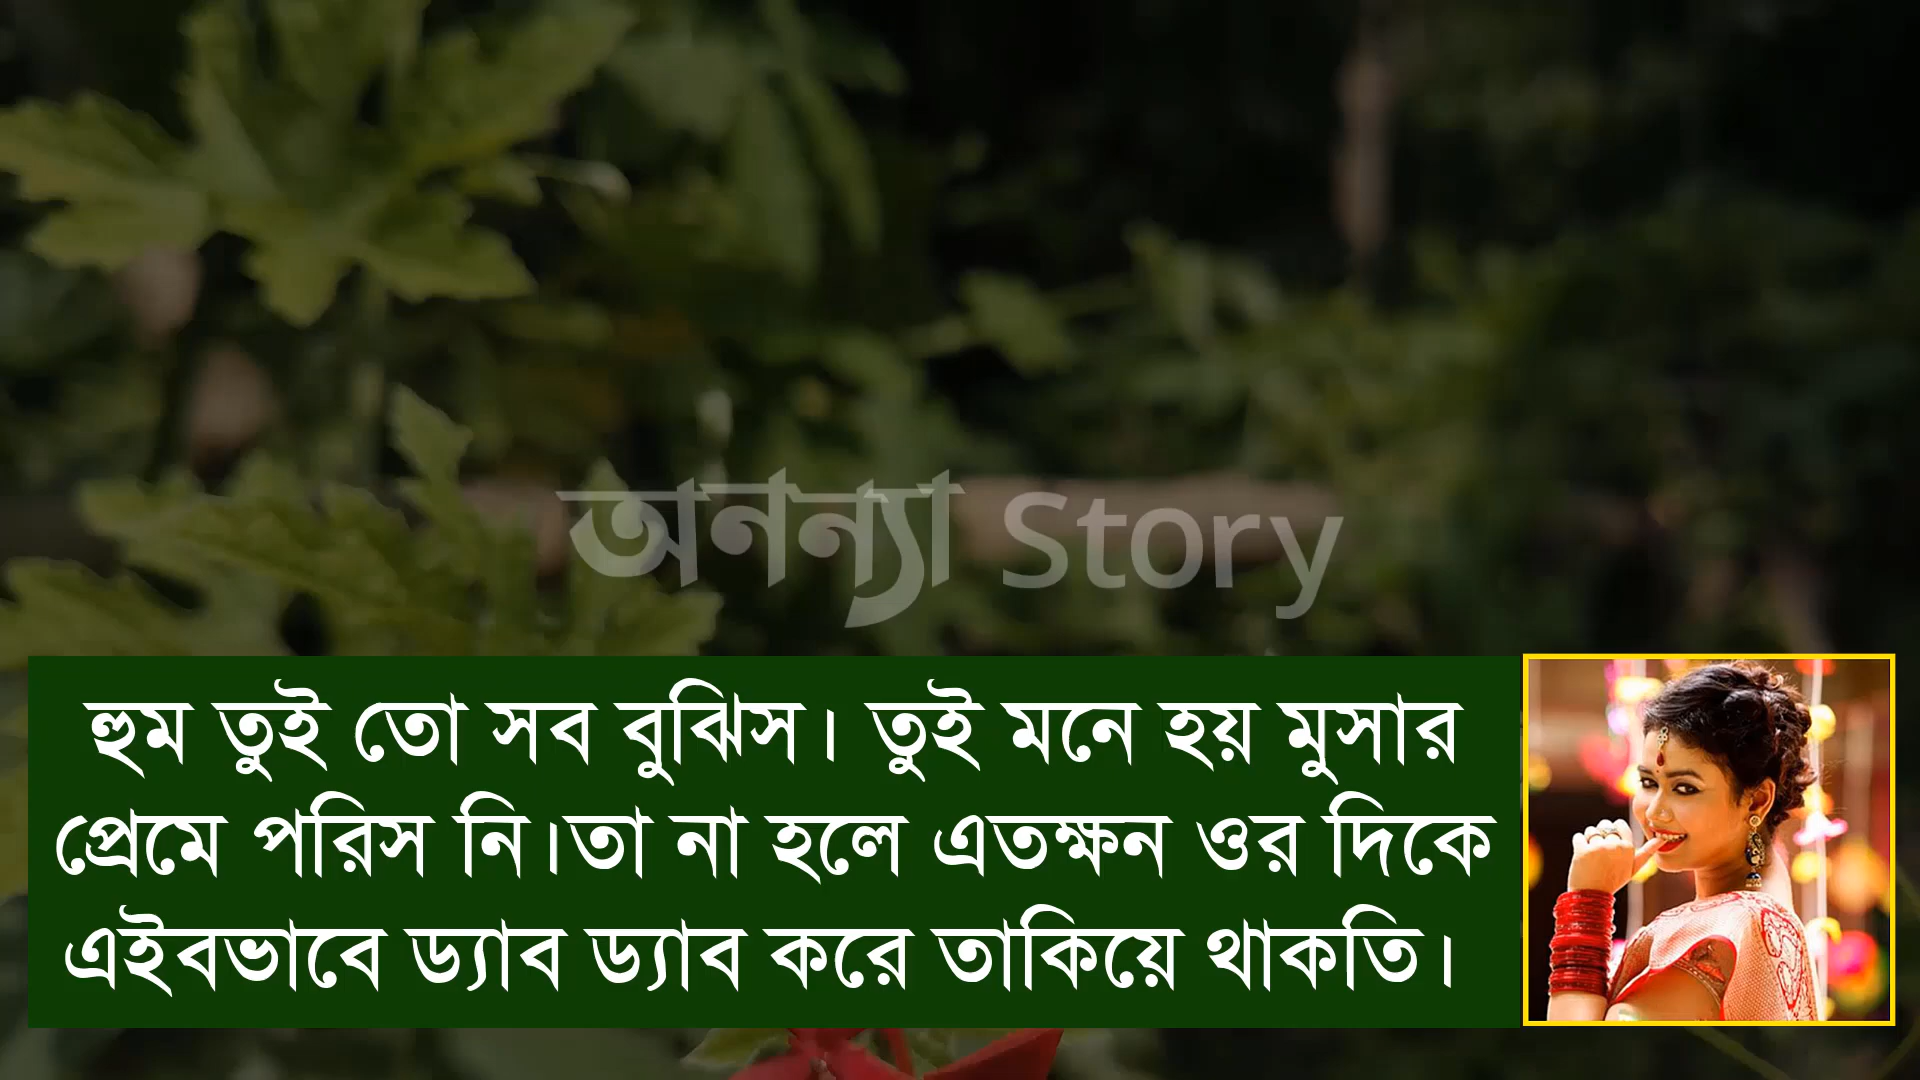 অনন্যা Story
হুম তুই তো সব বুঝিস। তুই মনে হয় মুসার
প্রেমে পরিস নি।তা না হলে এতক্ষন ওর দিকে
এইবভাবে ড্যাব ড্যাব করে তাকিয়ে থাকতি।